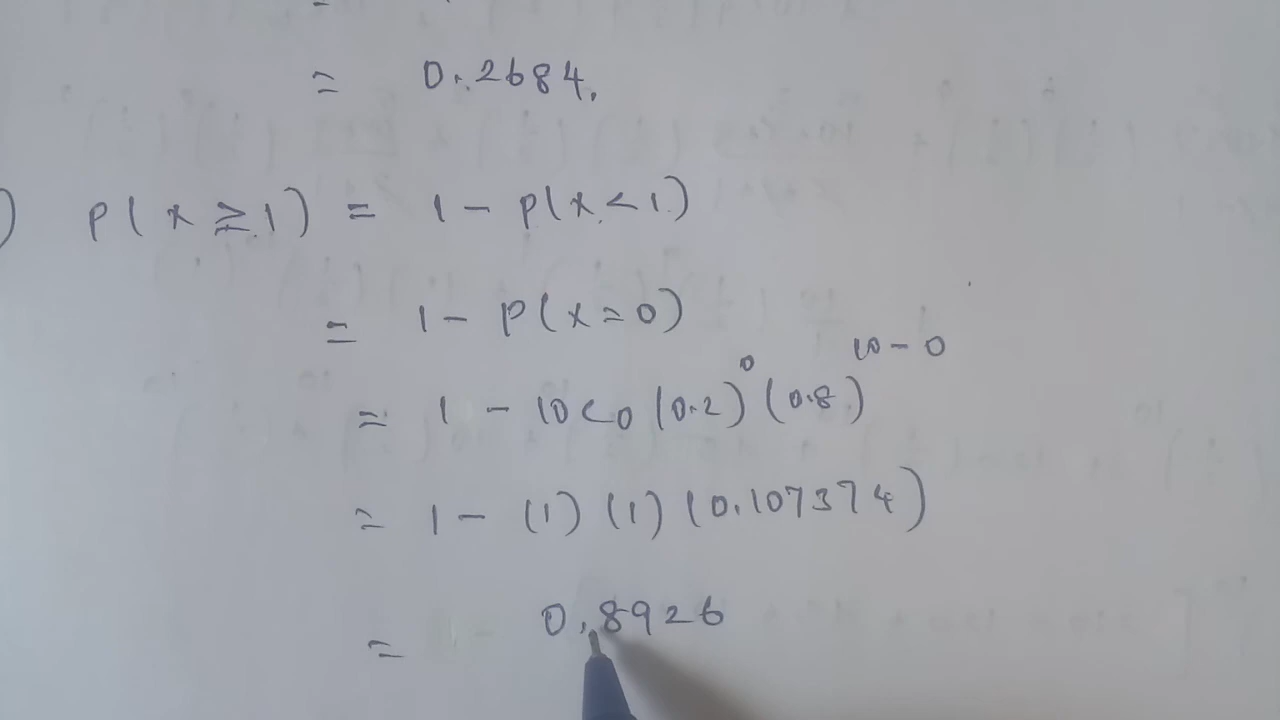 = 0.2684.
) P(x ≥ 1) = 1 - P(x < 1)
= 1 - P(x = 0)
= 1 - 10C0 (0.2)^0 (0.8)^10-0
= 1 - (1) (1) (0.107374)
= 0.8926